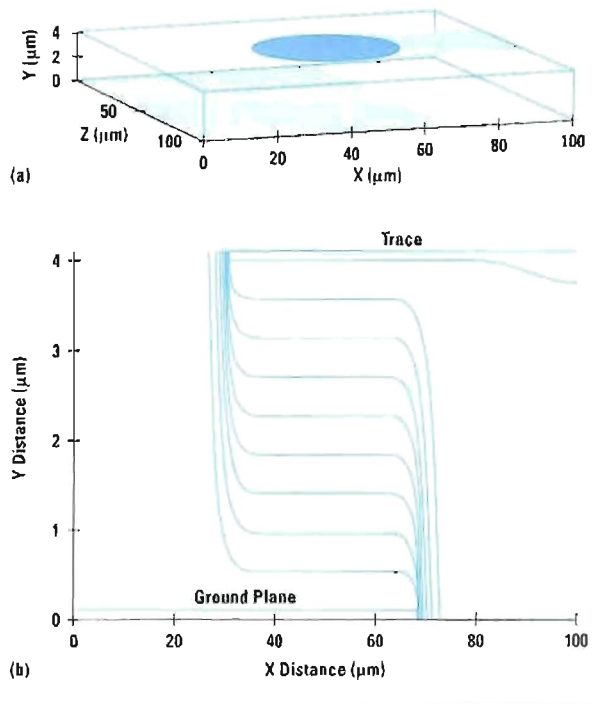 4
2
0
Y (μm)
50
100
Z (μm)
0
20
40
60
80
100
X (μm)
(a)
Trace
4
3
2
1
0
Y Distance (μm)
Ground Plane
0
20
40
60
80
100
X Distance (μm)
(b)